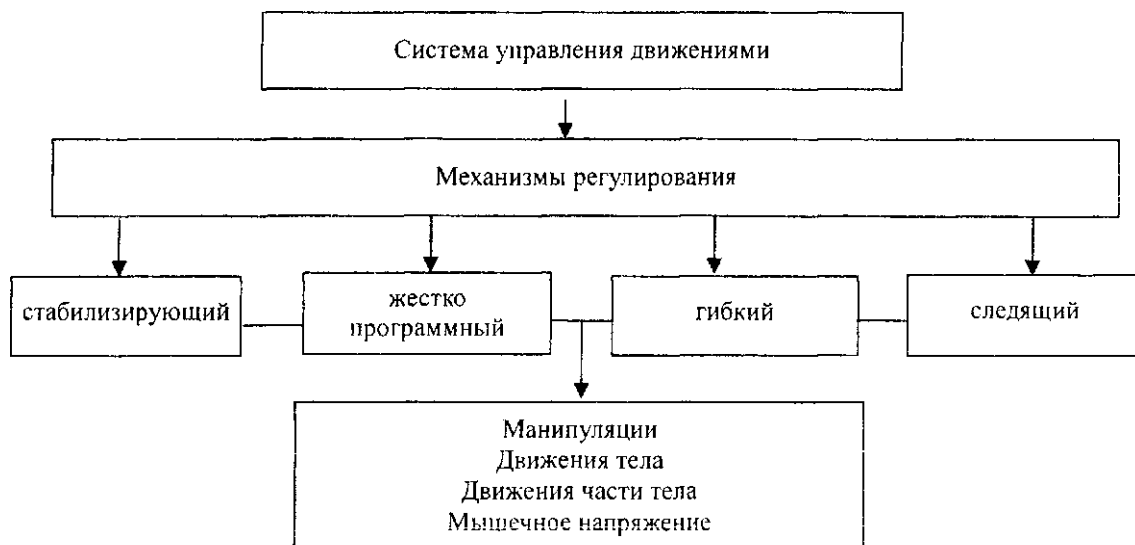 Система управления движениями
Механизмы регулирования
стабилизирующий
жестко
программный
гибкий
следящий
Манипуляции
Движения тела
Движения части тела
Мышечное напряжение